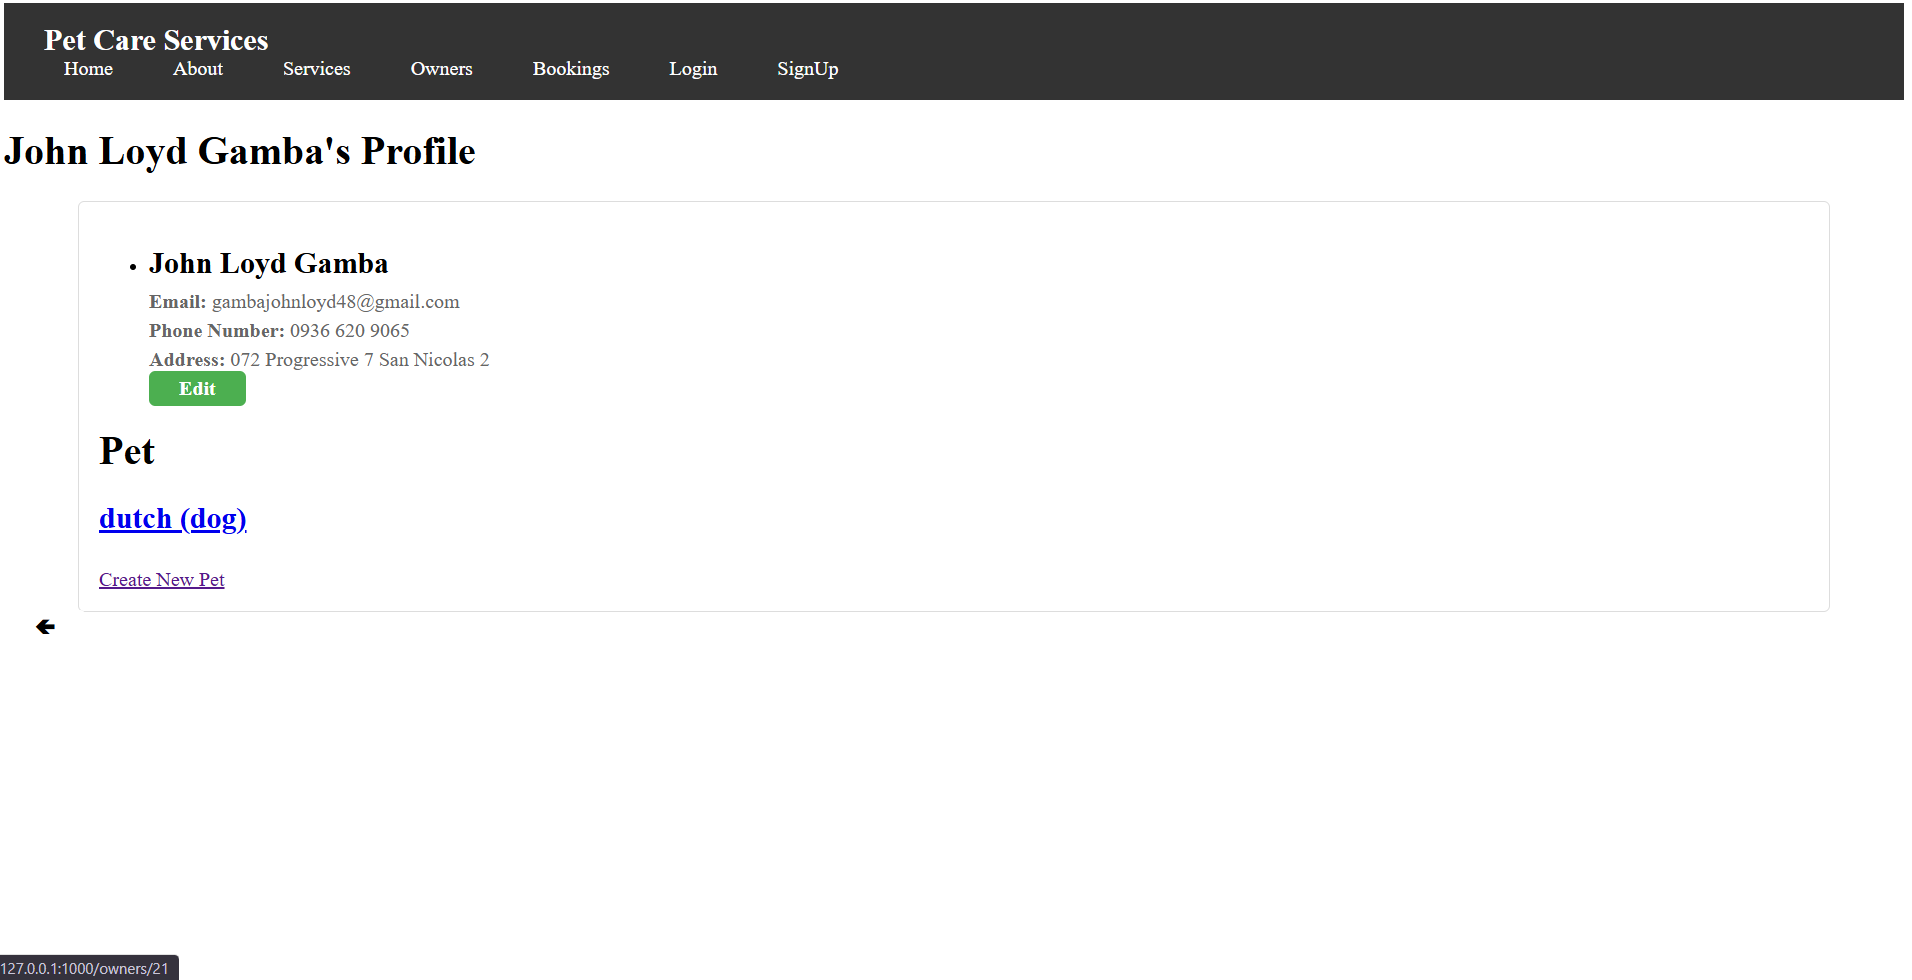 Pet Care Services
Home About Services Owners Bookings Login SignUp
John Loyd Gamba's Profile
John Loyd Gamba
Email: gambajohnloyd48@gmail.com
Phone Number: 0936 620 9065
Address: 072 Progressive 7 San Nicolas 2
Edit
Pet
dutch (dog)
Create New Pet
127.0.0.1:1000/owners/21